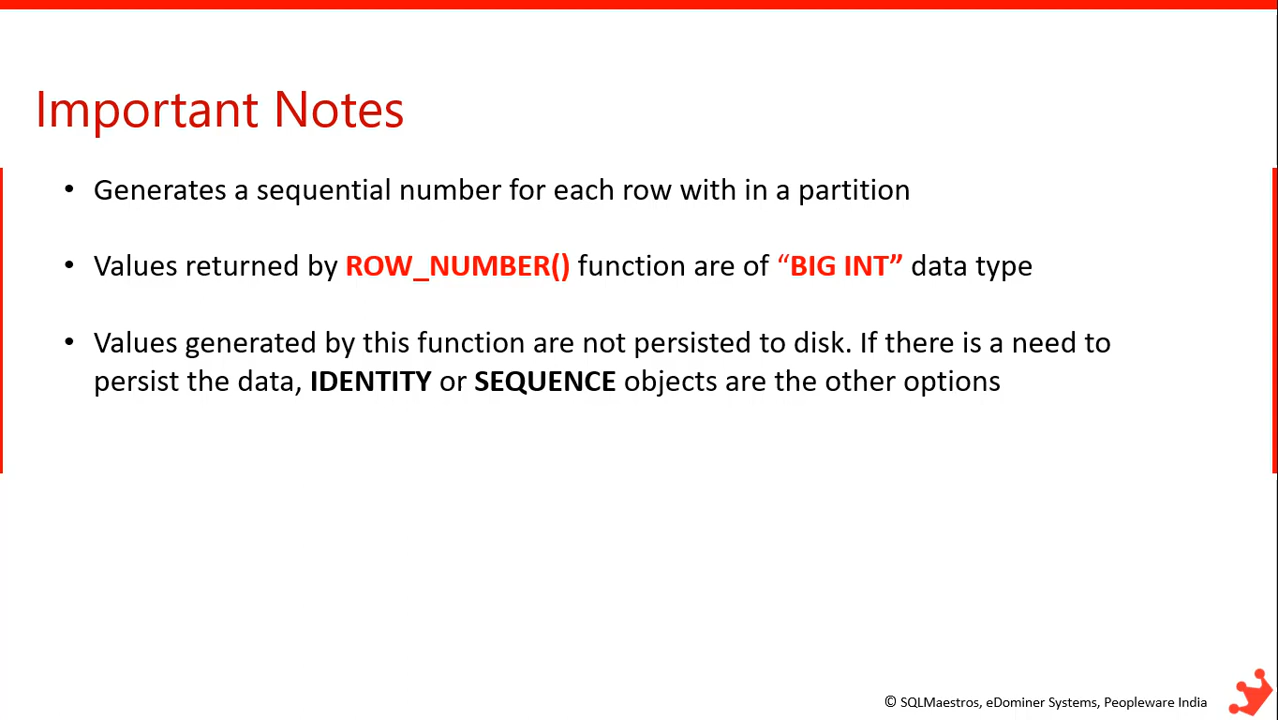 Important Notes
• Generates a sequential number for each row with in a partition
• Values returned by ROW_NUMBER() function are of “BIG INT” data type
• Values generated by this function are not persisted to disk. If there is a need to
persist the data, IDENTITY or SEQUENCE objects are the other options
© SQLMaestros, eDominer Systems, Peopleware India